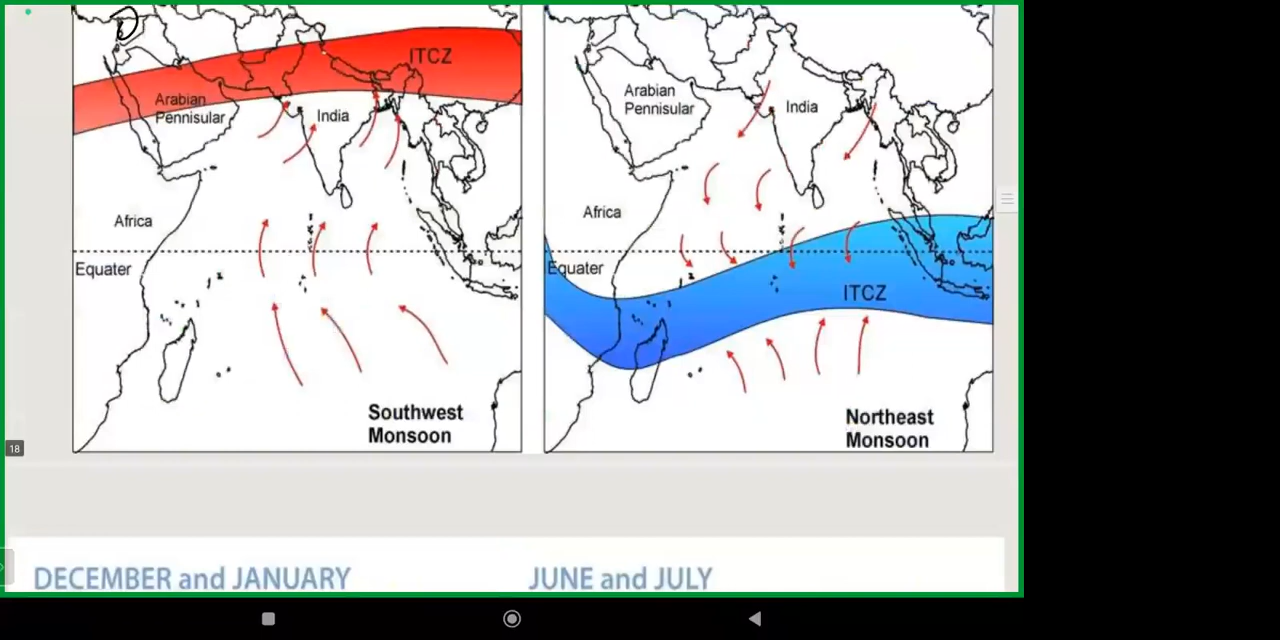 ITCZ
Arabian
Pennisular
India
Africa
Equater
Southwest
Monsoon
Arabian
Pennisular
India
Africa
Equater
ITCZ
Northeast
Monsoon
18
DECEMBER and JANUARY
JUNE and JULY